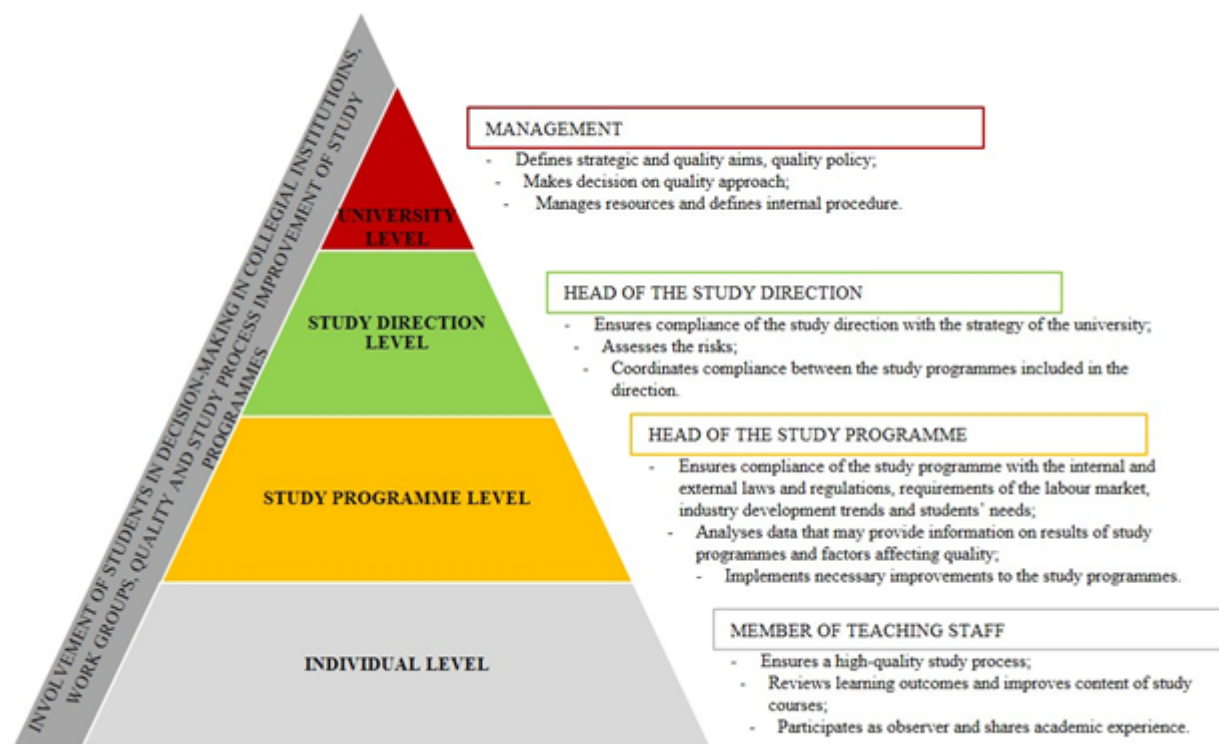 INVOLVEMENT OF STUDENTS IN DECISION-MAKING IN COLLEGIAL INSTITUTIOINS,
WORK GROUPS, QUALITY AND STUDY PROCESS IMPROVEMENT OF STUDY
PROGRAMMES
UNIVERSITY
LEVEL
MANAGEMENT
- Defines strategic and quality aims, quality policy;
- Makes decision on quality approach;
- Manages resources and defines internal procedure.
STUDY DIRECTION
LEVEL
HEAD OF THE STUDY DIRECTION
- Ensures compliance of the study direction with the strategy of the university;
- Assesses the risks;
- Coordinates compliance between the study programmes included in the
direction.
STUDY PROGRAMME LEVEL
HEAD OF THE STUDY PROGRAMME
- Ensures compliance of the study programme with the internal and
external laws and regulations, requirements of the labour market,
industry development trends and students' needs;
- Analyses data that may provide information on results of study
programmes and factors affecting quality;
- Implements necessary improvements to the study programmes.
INDIVIDUAL LEVEL
MEMBER OF TEACHING STAFF
- Ensures a high-quality study process;
- Reviews learning outcomes and improves content of study
courses;
- Participates as observer and shares academic experience.